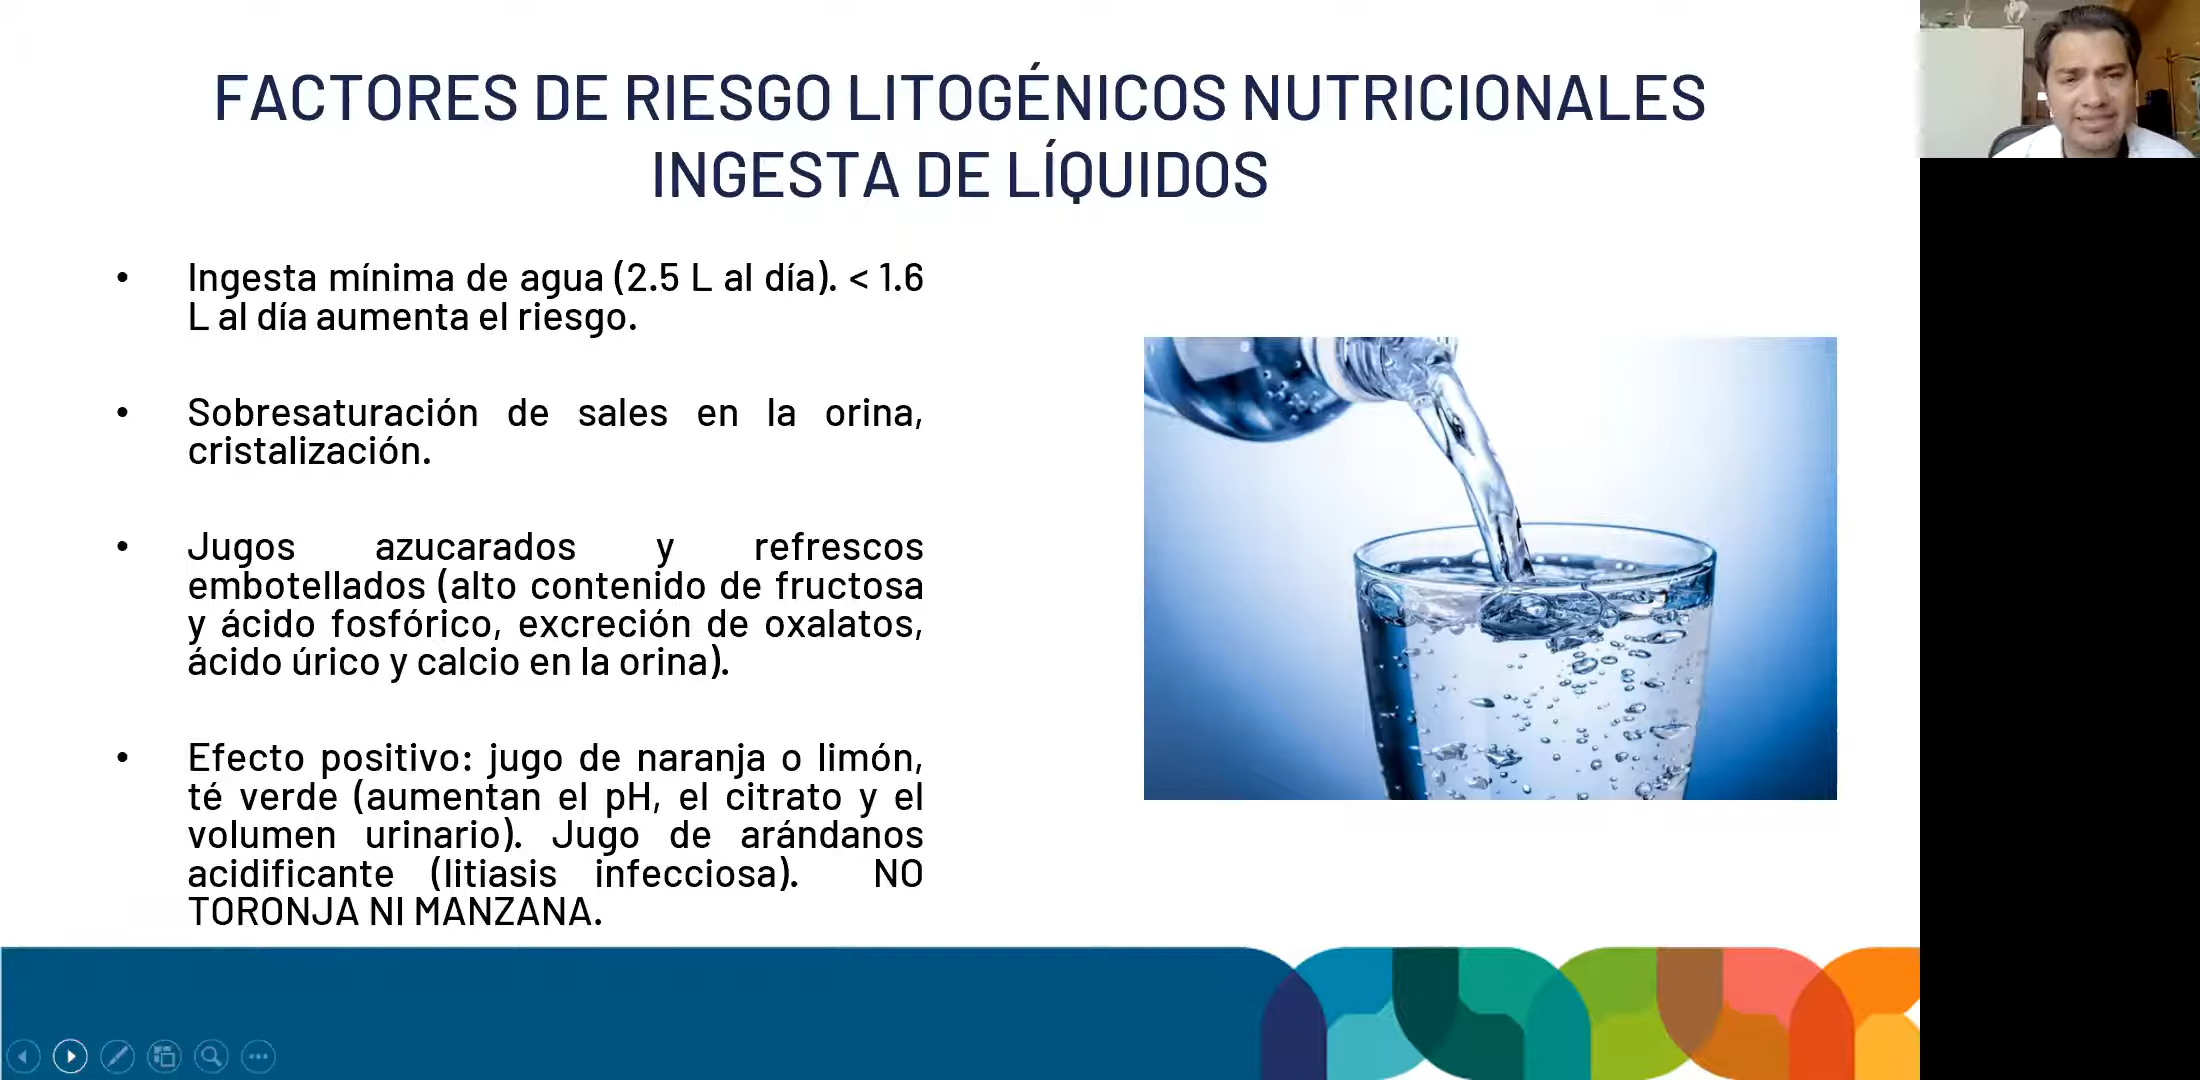 FACTORES DE RIESGO LITOGÉNICOS NUTRICIONALES
INGESTA DE LÍQUIDOS
• Ingesta mínima de agua (2.5 L al día). < 1.6
L al día aumenta el riesgo.
• Sobresaturación de sales en la orina,
cristalización.
• Jugos azucarados y refrescos
embotellados (alto contenido de fructosa
y ácido fosfórico, excreción de oxalatos,
ácido úrico y calcio en la orina).
• Efecto positivo: jugo de naranja o limón,
té verde (aumentan el pH, el citrato y el
volumen urinario). Jugo de arándanos
acidificante (litiasis infecciosa). NO
TORONJA NI MANZANA.